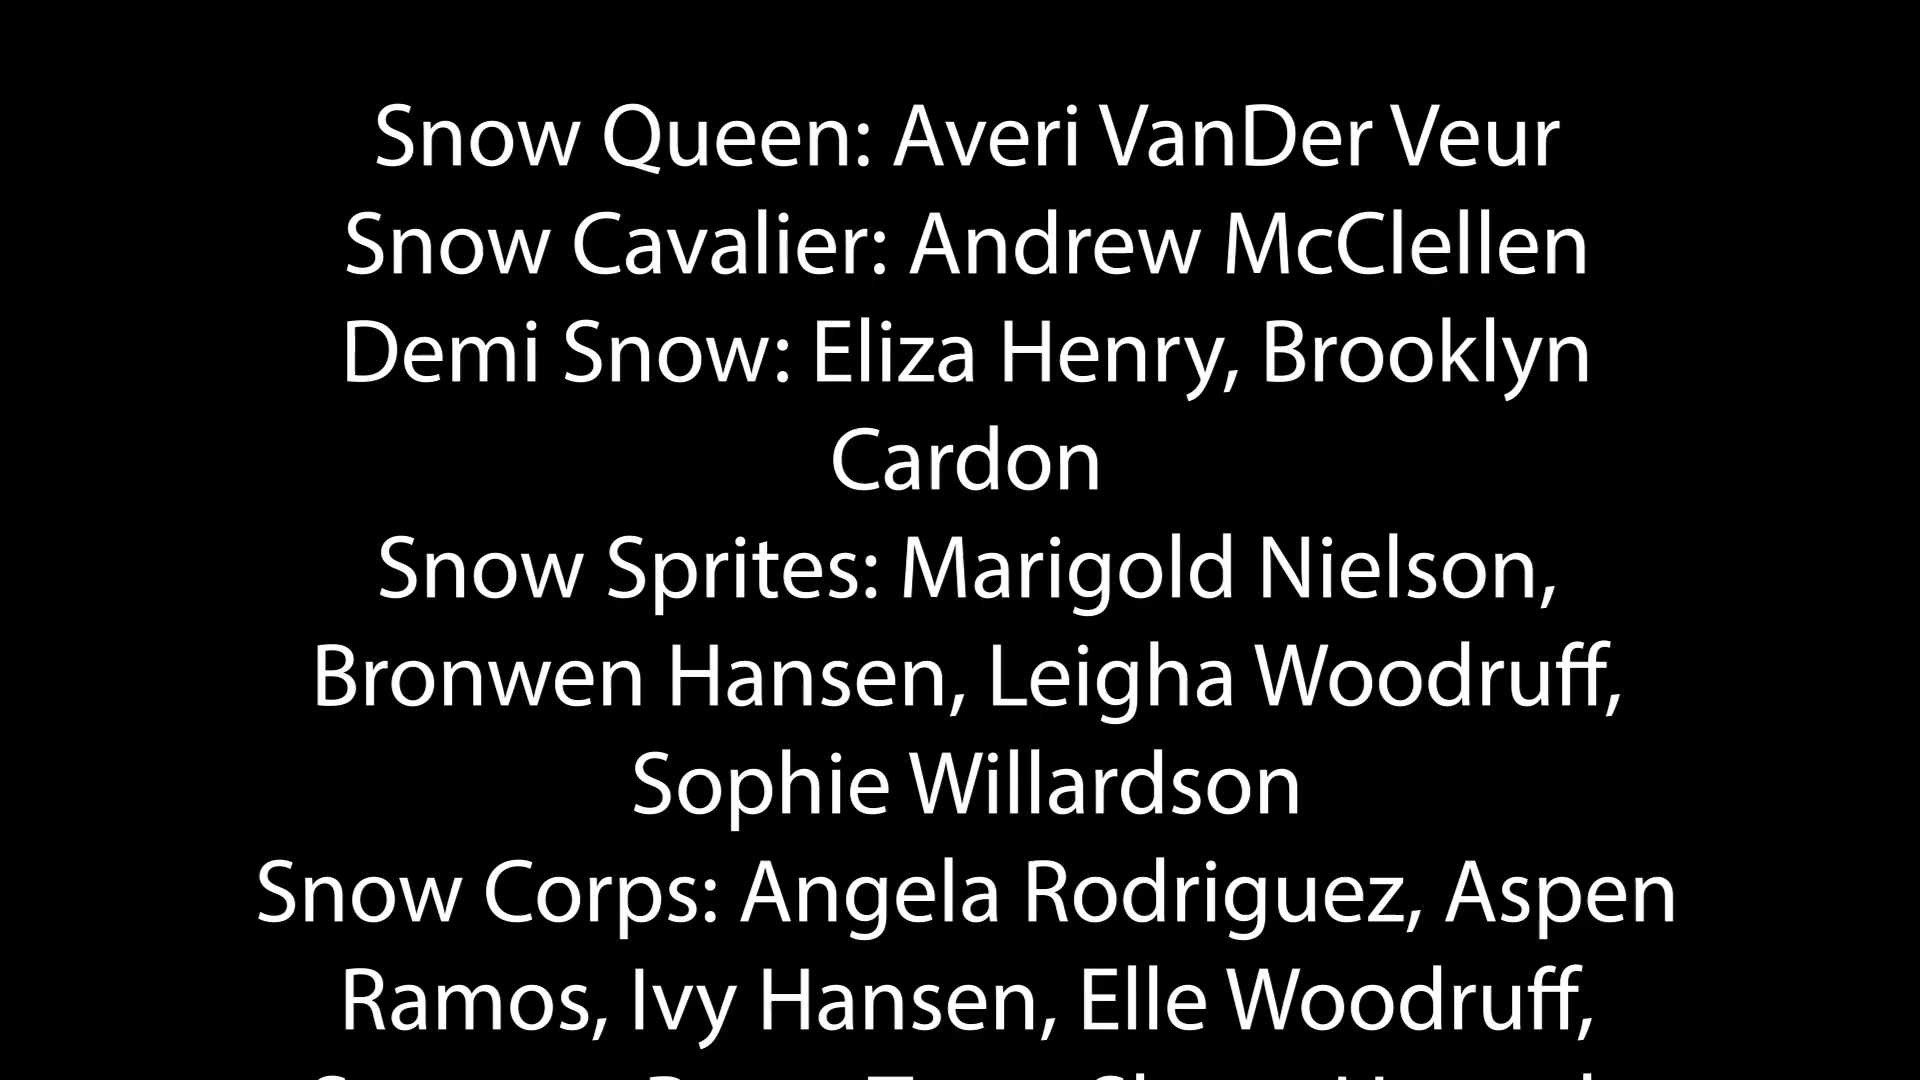 Snow Queen: Averi VanDer Veur
Snow Cavalier: Andrew McClellen
Demi Snow: Eliza Henry, Brooklyn
Cardon
Snow Sprites: Marigold Nielson,
Bronwen Hansen, Leigha Woodruff,
Sophie Willardson
Snow Corps: Angela Rodriguez, Aspen
Ramos, Ivy Hansen, Elle Woodruff,